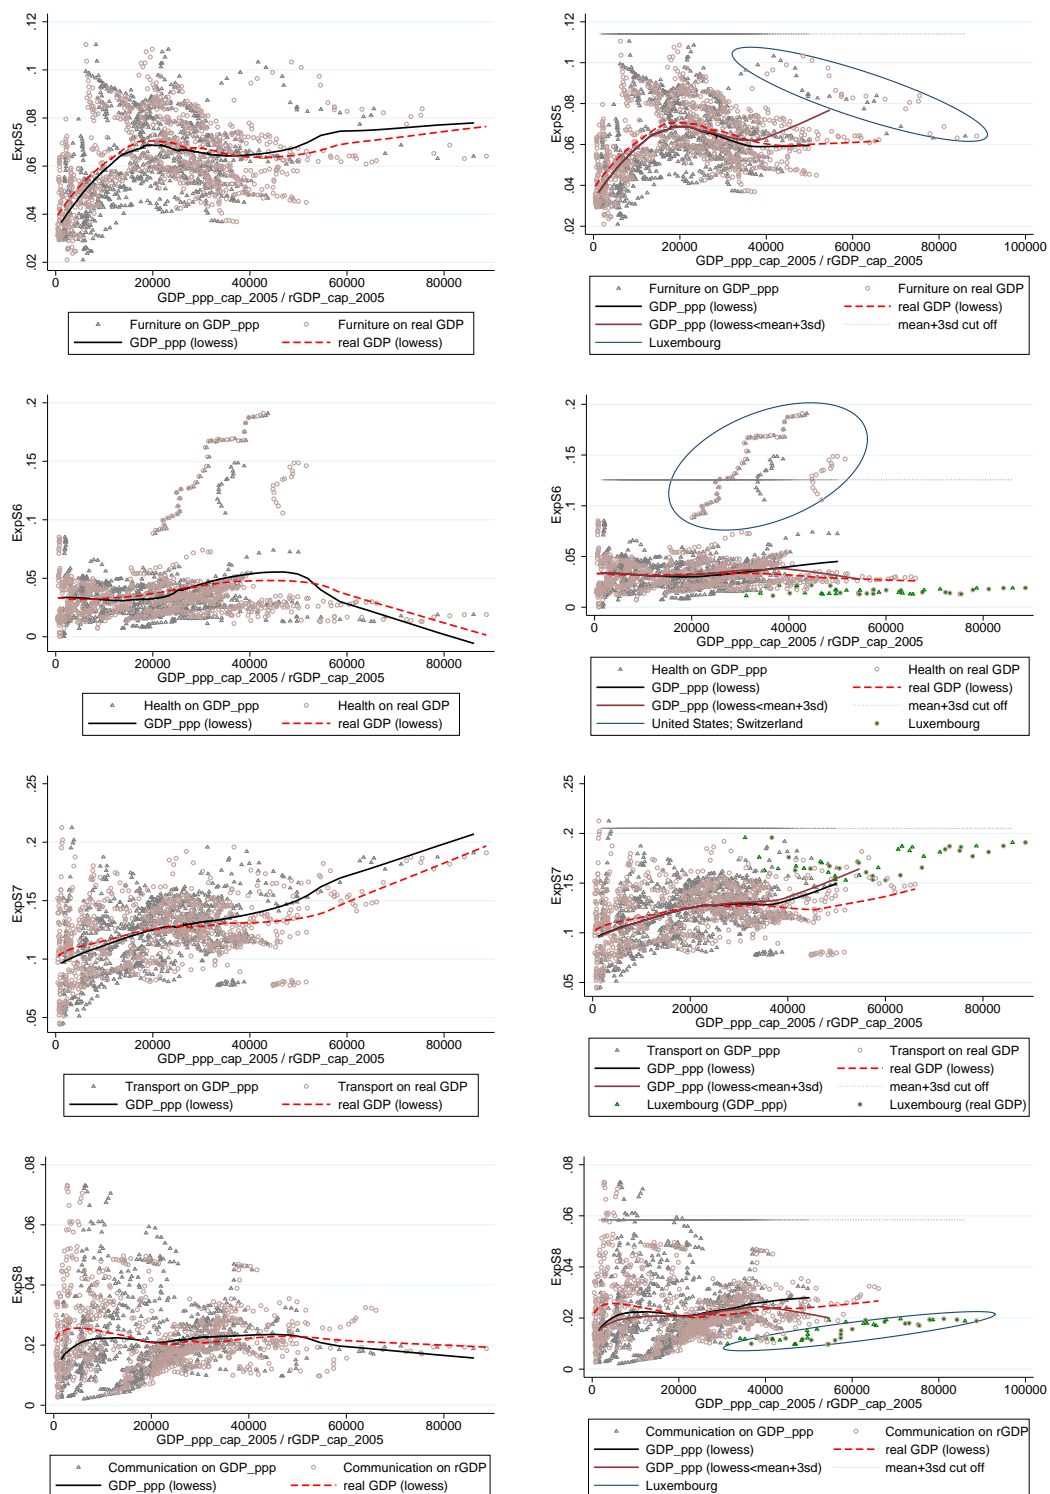 .12
.1
.08
.06
.04
.02
ExpS5
0 20000 40000 60000 80000
GDP_ppp_cap_2005 / rGDP_cap_2005
Furniture on GDP_ppp Furniture on real GDP
GDP_ppp (lowess) real GDP (lowess)
.12
.1
.08
.06
.04
.02
ExpS5
0 20000 40000 60000 80000 100000
GDP_ppp_cap_2005 / rGDP_cap_2005
Furniture on GDP_ppp Furniture on real GDP
GDP_ppp (lowess) real GDP (lowess)
GDP_ppp (lowess<mean+3sd) mean+3sd cut off
Luxembourg
.2
.15
.1
.05
0
ExpS6
0 20000 40000 60000 80000
GDP_ppp_cap_2005 / rGDP_cap_2005
Health on GDP_ppp Health on real GDP
GDP_ppp (lowess) real GDP (lowess)
.2
.15
.1
.05
0
ExpS6
0 20000 40000 60000 80000
GDP_ppp_cap_2005 / rGDP_cap_2005
Health on GDP_ppp Health on real GDP
GDP_ppp (lowess) real GDP (lowess)
GDP_ppp (lowess<mean+3sd) mean+3sd cut off
United States; Switzerland Luxembourg
.25
.2
.15
.1
.05
ExpS7
0 20000 40000 60000 80000
GDP_ppp_cap_2005 / rGDP_cap_2005
Transport on GDP_ppp Transport on real GDP
GDP_ppp (lowess) real GDP (lowess)
.25
.2
.15
.1
.05
ExpS7
0 20000 40000 60000 80000
GDP_ppp_cap_2005 / rGDP_cap_2005
Transport on GDP_ppp Transport on real GDP
GDP_ppp (lowess) real GDP (lowess)
GDP_ppp (lowess<mean+3sd) mean+3sd cut off
Luxembourg (GDP_ppp) Luxembourg (real GDP)
.08
.06
.04
.02
0
ExpS8
0 20000 40000 60000 80000
GDP_ppp_cap_2005 / rGDP_cap_2005
Communication on GDP_ppp Communication on rGDP
GDP_ppp (lowess) real GDP (lowess)
.08
.06
.04
.02
0
ExpS8
0 20000 40000 60000 80000 100000
GDP_ppp_cap_2005 / rGDP_cap_2005
Communication on GDP_ppp Communication on rGDP
GDP_ppp (lowess) real GDP (lowess)
GDP_ppp (lowess<mean+3sd) mean+3sd cut off
Luxembourg